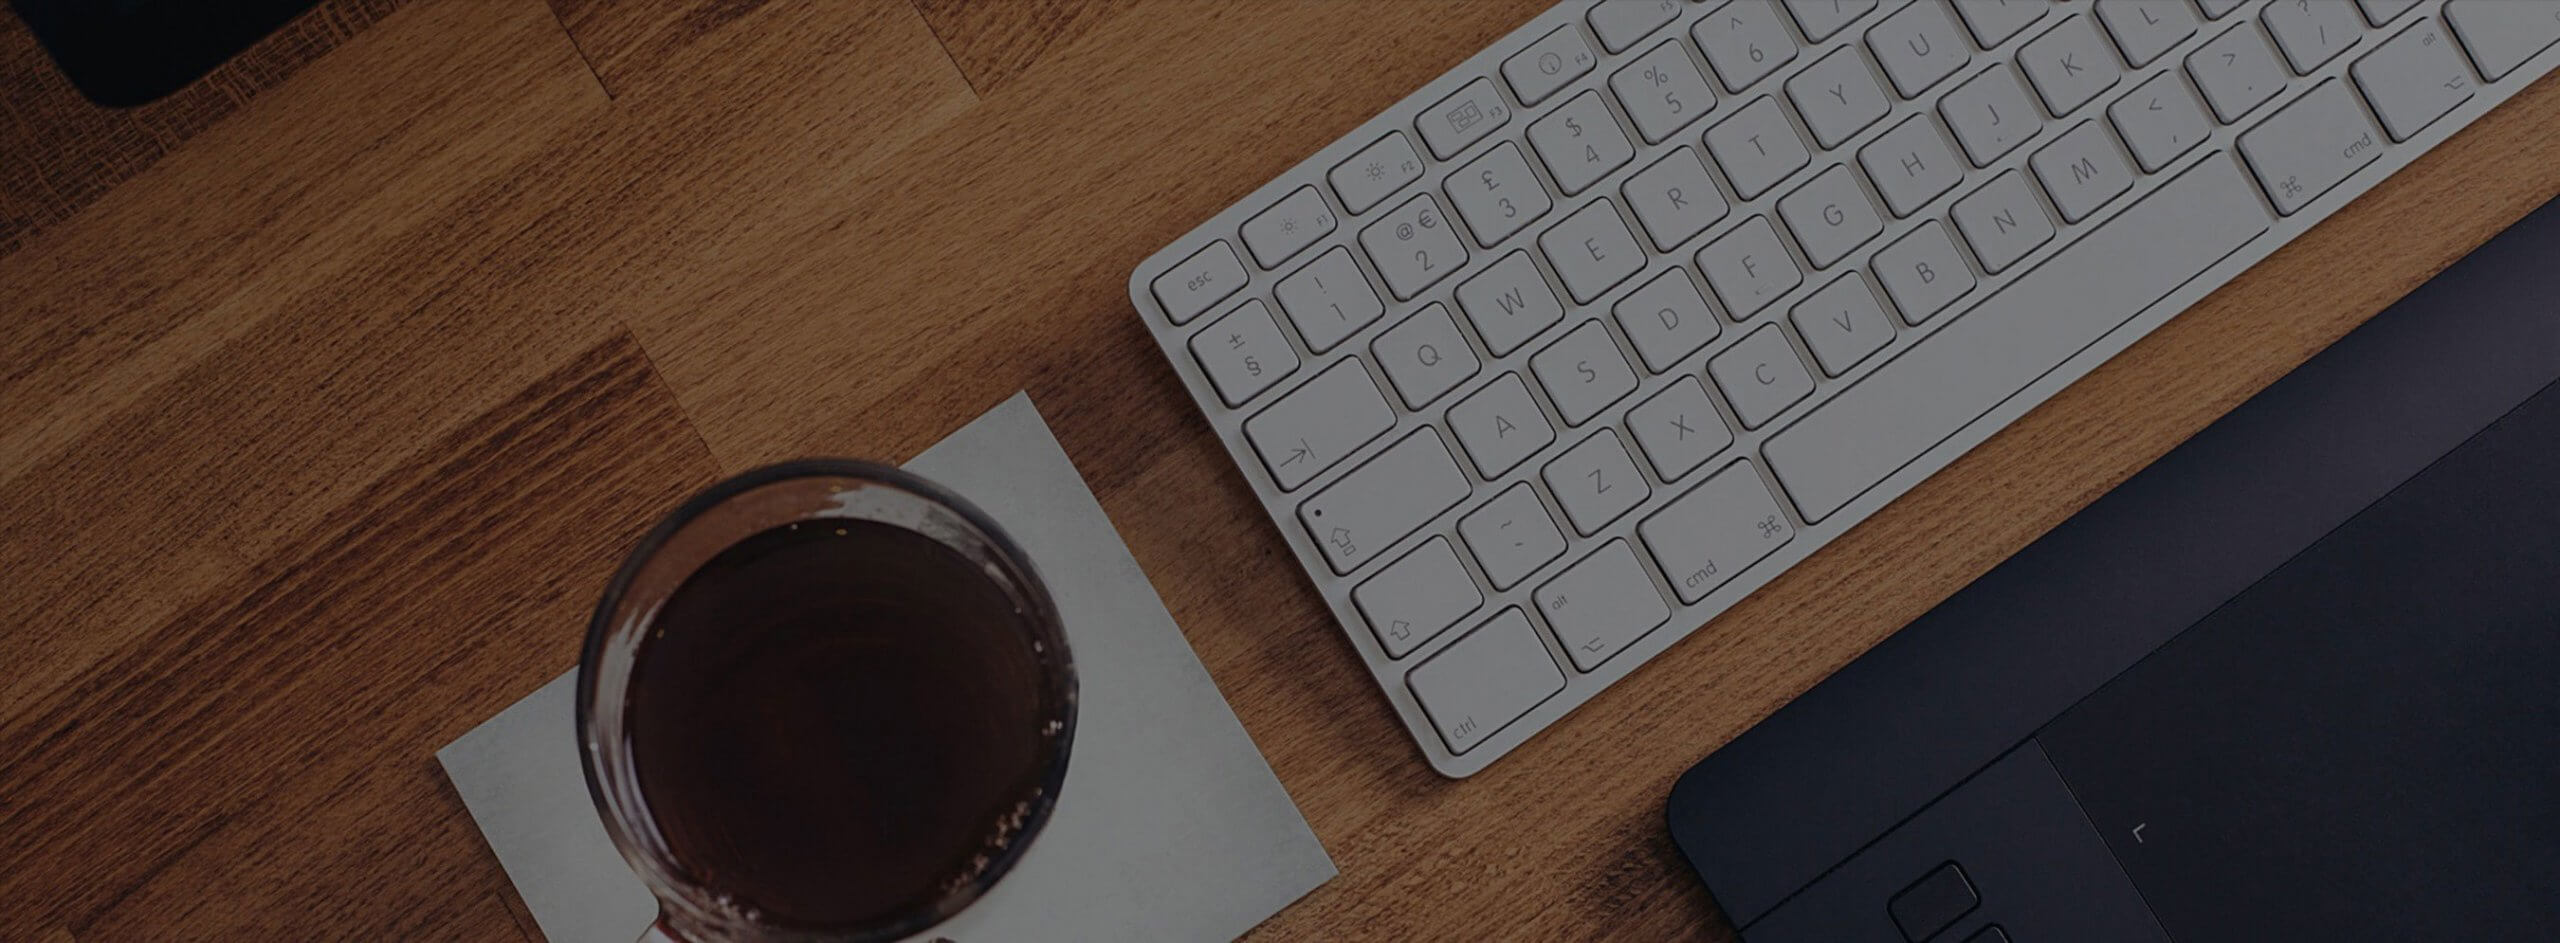 esc F1 F2 F3 F4 F5
± § ! 1 @ € 2 £ 3 $ 4 % 5 ^ 6
Q W E R T Y U
A S D F G H J K L
~ ` Z X C V B N M < , > . ? /
ctrl alt cmd cmd alt